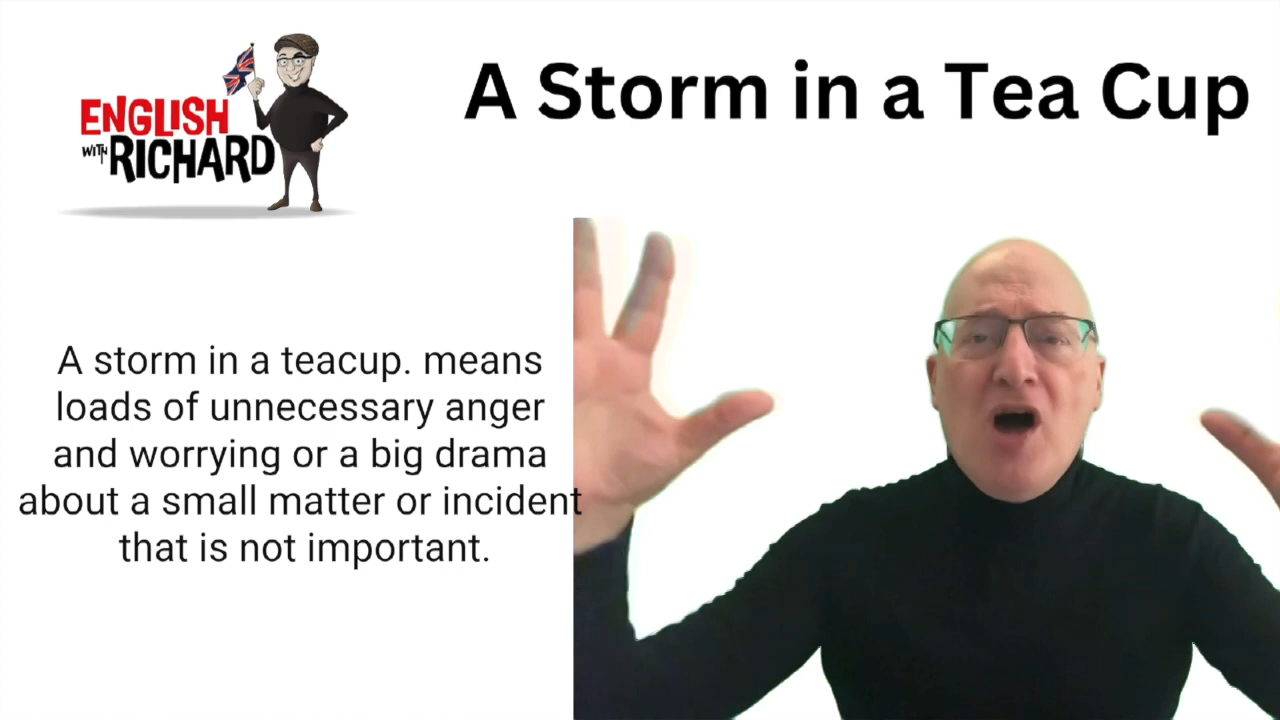 ENGLISH
WITH RICHARD
A Storm in a Tea Cup
A storm in a teacup. means
loads of unnecessary anger
and worrying or a big drama
about a small matter or incident
that is not important.